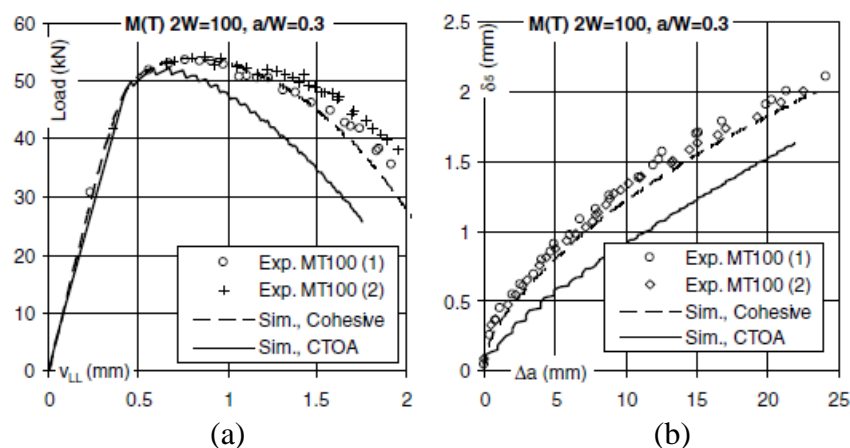 M(T) 2W=100, a/W=0.3
Load (kN)
60
50
40
30
20
10
0
0
0.5
1
1.5
2
v_LL (mm)
Exp. MT100 (1)
Exp. MT100 (2)
Sim., Cohesive
Sim., CTOA
(a)
M(T) 2W=100, a/W=0.3
δ5 (mm)
2.5
2
1.5
1
0.5
0
0
5
10
15
20
25
Δa (mm)
Exp. MT100 (1)
Exp. MT100 (2)
Sim., Cohesive
Sim., CTOA
(b)